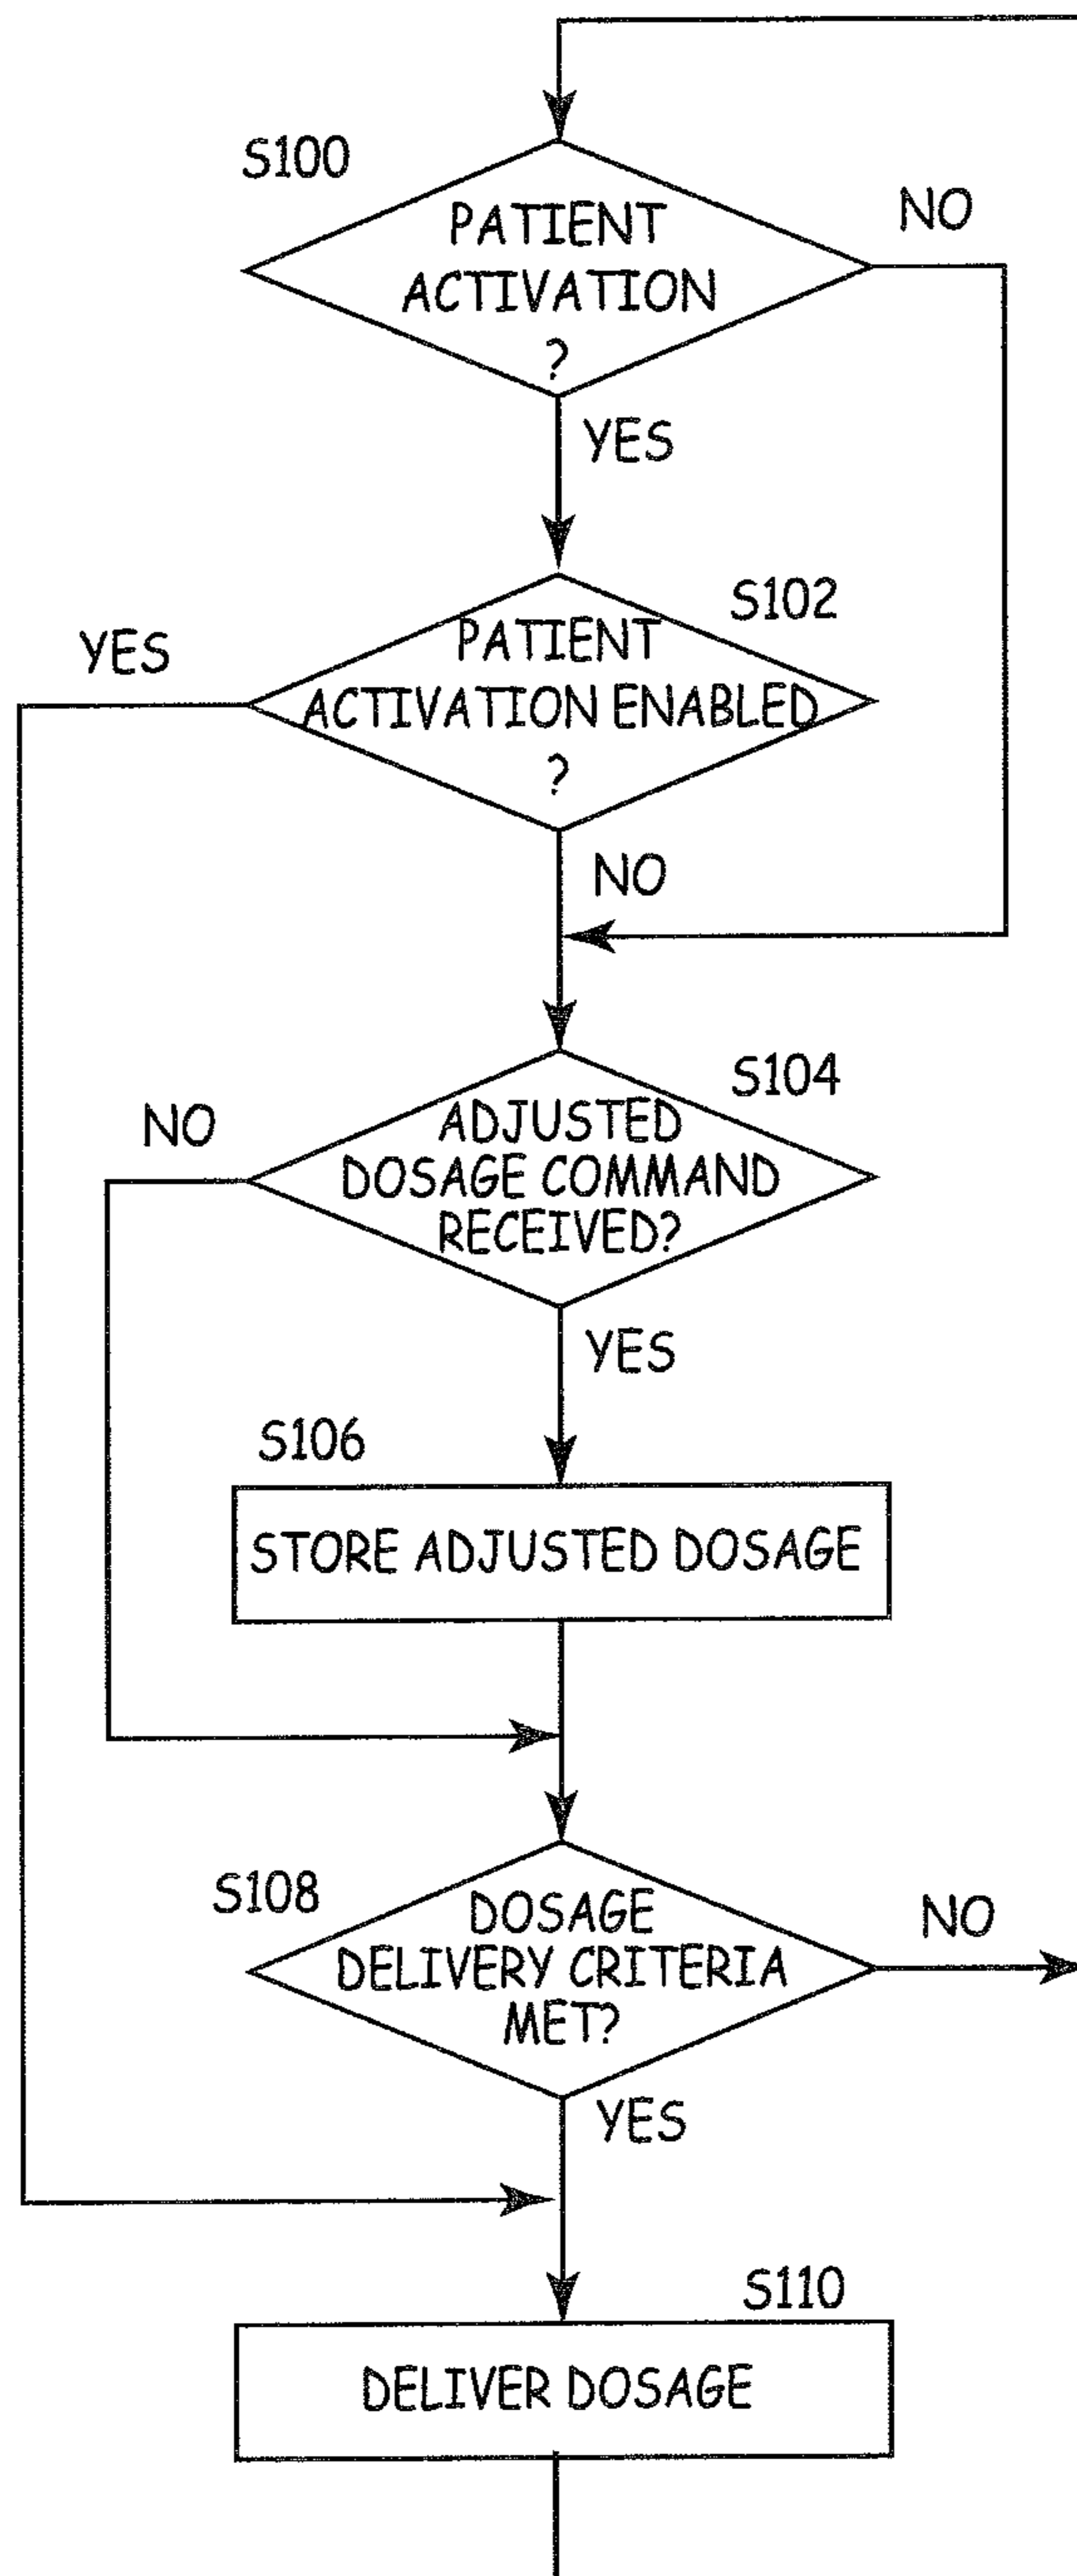 S100
PATIENT
ACTIVATION
?
NO
YES
S102
YES
PATIENT
ACTIVATION ENABLED
?
NO
S104
NO
ADJUSTED
DOSAGE COMMAND
RECEIVED?
YES
S106
STORE ADJUSTED DOSAGE
S108
DOSAGE
DELIVERY CRITERIA
MET?
NO
YES
S110
DELIVER DOSAGE